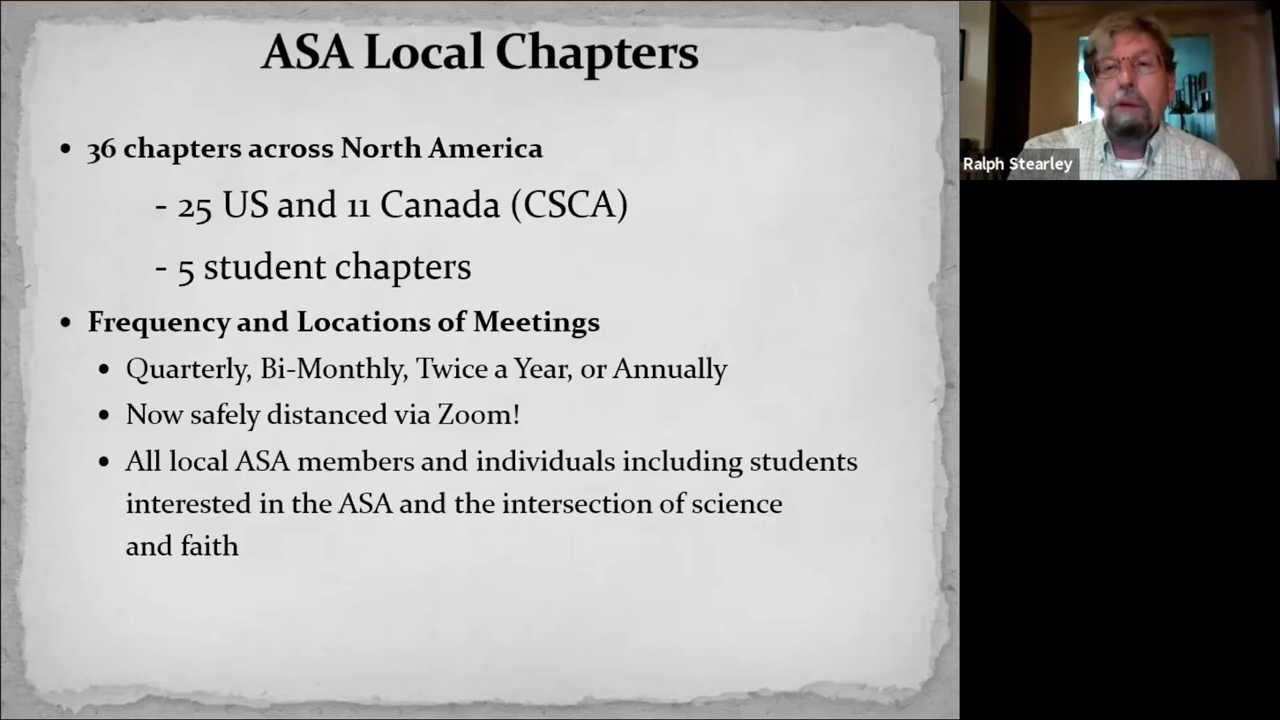 ASA Local Chapters
• 36 chapters across North America
- 25 US and 11 Canada (CSCA)
- 5 student chapters
• Frequency and Locations of Meetings
• Quarterly, Bi-Monthly, Twice a Year, or Annually
• Now safely distanced via Zoom!
• All local ASA members and individuals including students
interested in the ASA and the intersection of science
and faith
Ralph Stearley